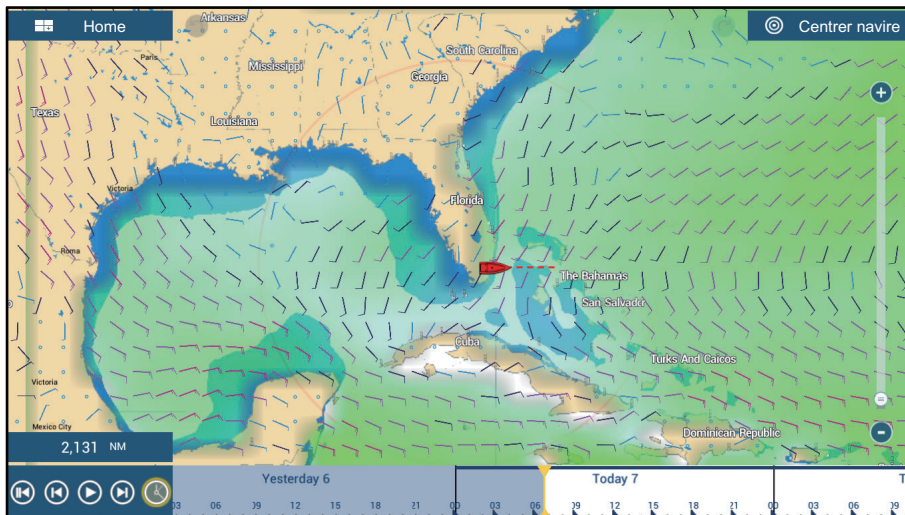 Home
Centrer navire
Arkansas
South Carolina
Paris
Mississippi
Georgia
Texas
Louisiana
Victoria
Florida
Roma
The Bahamas
San Salvador
Cuba
Turks And Caicos
Victoria
Mexico City
Dominican Republic
2,131 NM
Yesterday 6
Today 7
T
03 06 09 12 15 18 21 00 03 06 09 12 15 18 21 00 03 06 09